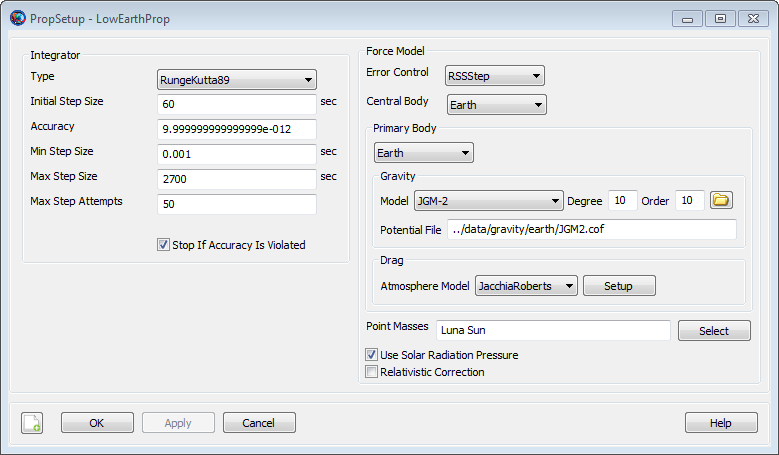 PropSetup - LowEarthProp
Integrator
Type RungeKutta89
Initial Step Size 60 sec
Accuracy 9.999999999999999e-012
Min Step Size 0.001 sec
Max Step Size 2700 sec
Max Step Attempts 50
Stop If Accuracy Is Violated
Force Model
Error Control RSSStep
Central Body Earth
Primary Body
Earth
Gravity
Model JGM-2 Degree 10 Order 10
Potential File ../data/gravity/earth/JGM2.cof
Drag
Atmosphere Model JacchiaRoberts Setup
Point Masses Luna Sun Select
Use Solar Radiation Pressure
Relativistic Correction
OK Apply Cancel Help